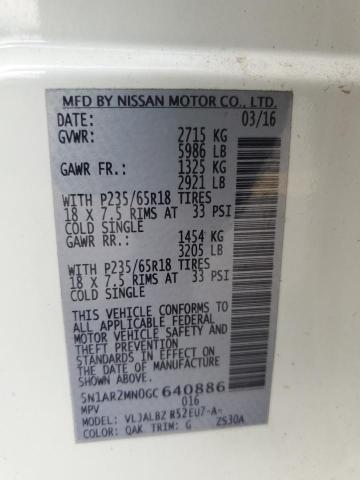 MFD BY NISSAN MOTOR CO., LTD.
DATE: 03/16
GVWR: 2715 KG
5986 LB
GAWR FR.: 1325 KG
2921 LB
WITH P235/65R18 TIRES
18 X 7.5 RIMS AT 33 PSI
COLD SINGLE
GAWR RR.: 1454 KG
3205 LB
WITH P235/65R18 TIRES
18 X 7.5 RIMS AT 33 PSI
COLD SINGLE
THIS VEHICLE CONFORMS TO
ALL APPLICABLE FEDERAL
MOTOR VEHICLE SAFETY
STANDARDS IN EFFECT ON
THE DATE OF MANUFACTURE
SHOWN ABOVE.
5N1AR2MN0GC640886
MPV 016
MODEL: VLJALBZ R52EU7-A-
COLOR: QAK TRIM: G ZS30A